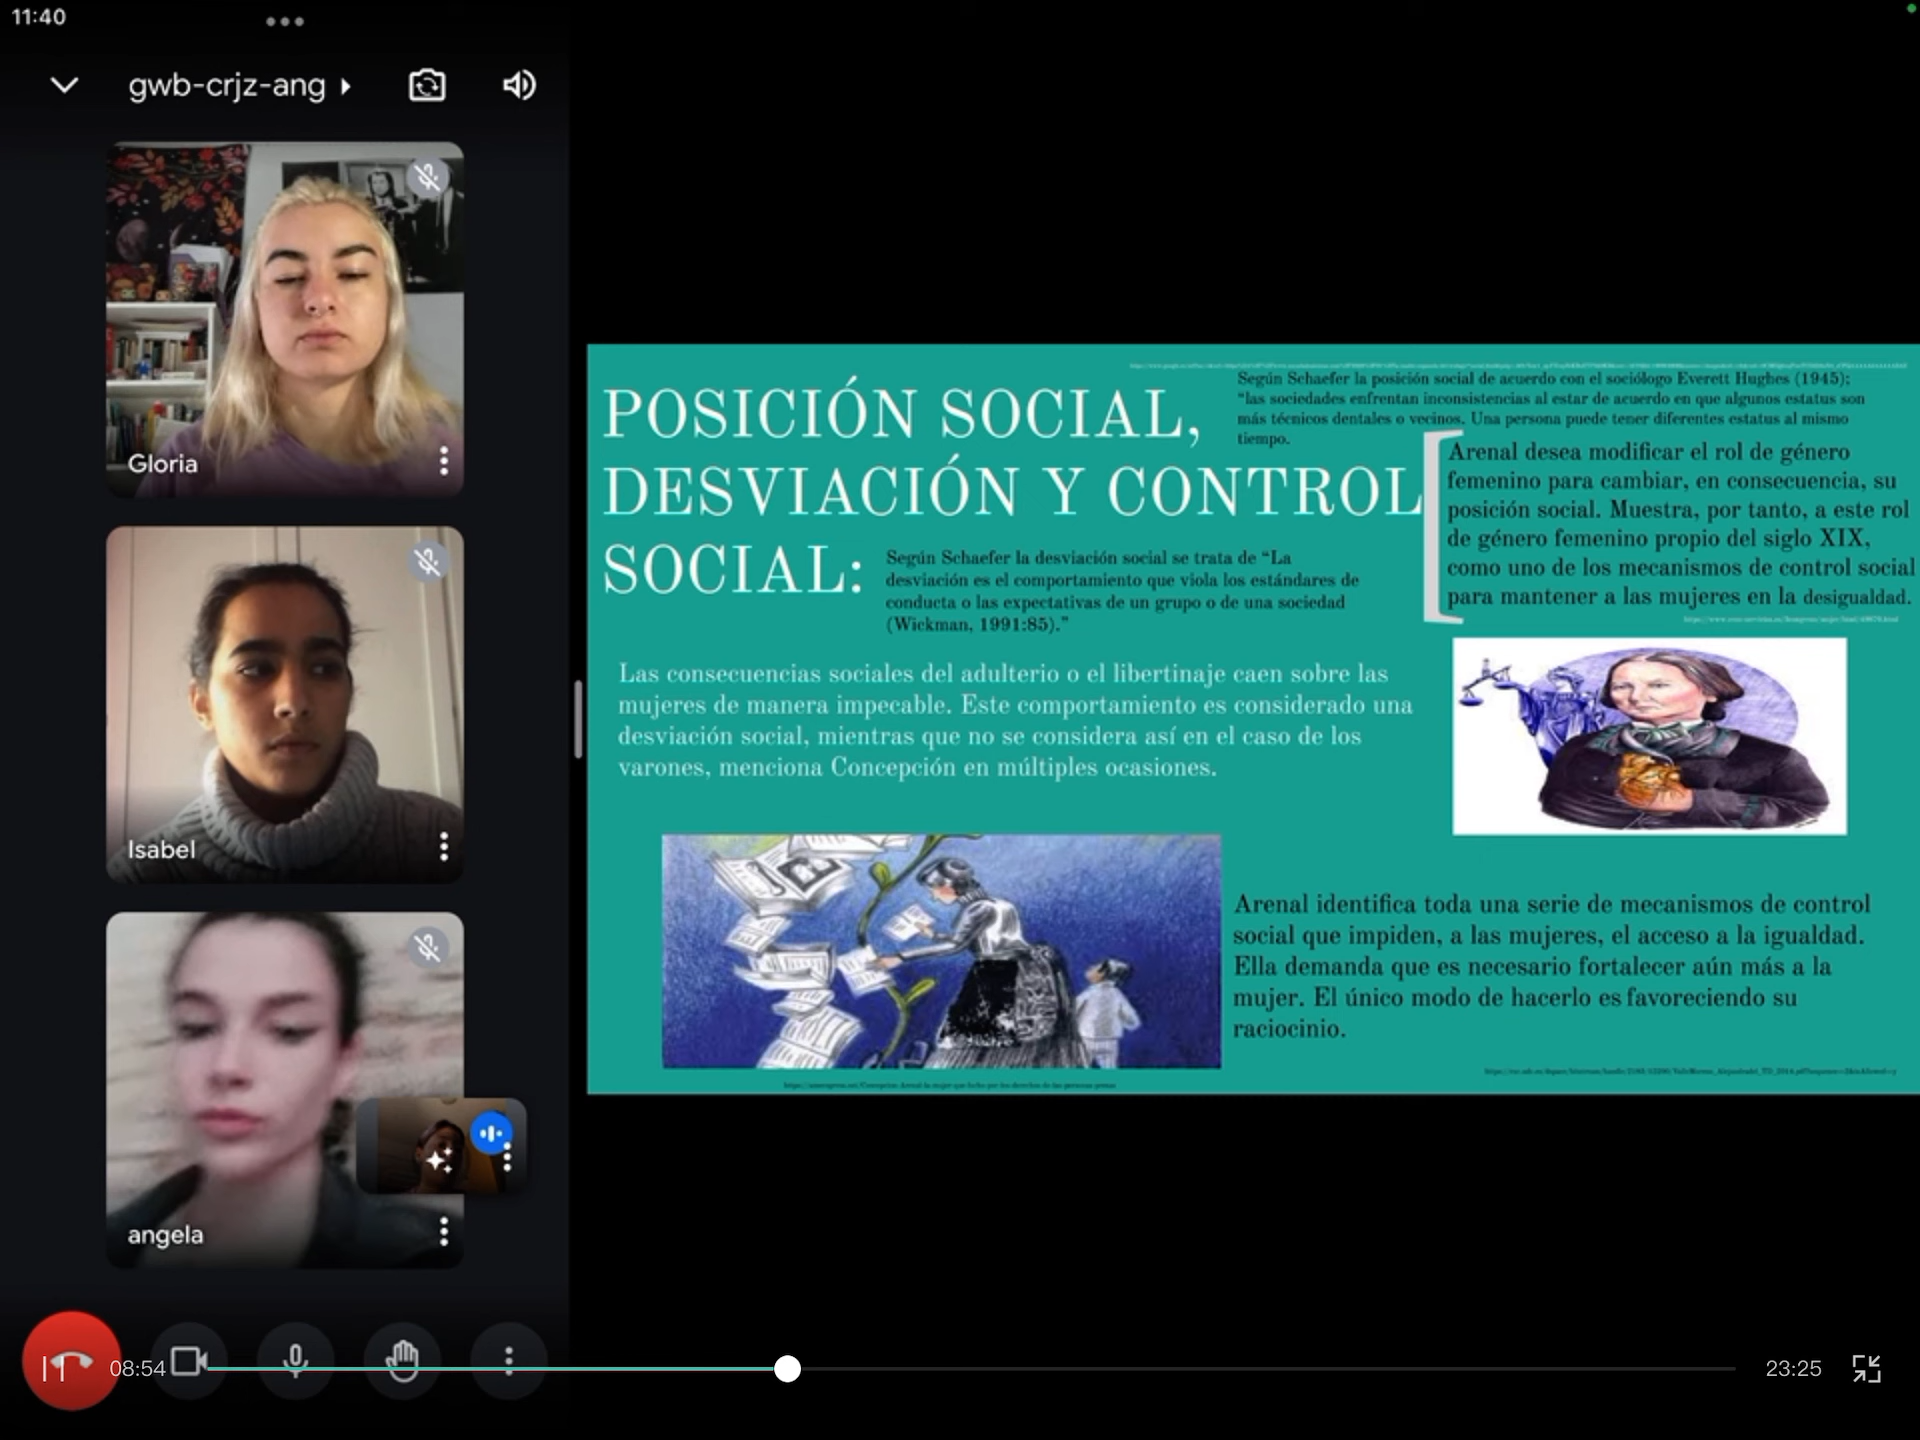 11:40
gwb-crjz-ang
Gloria
Isabel
angela
POSICIÓN SOCIAL,
DESVIACIÓN Y CONTROL
SOCIAL:
Según Schaefer la posición social de acuerdo con el sociólogo Everett Hughes (1945);
“las sociedades enfrentan inconsistencias al estar de acuerdo en que algunos estatus son
más técnicos dentales o vecinos. Una persona puede tener diferentes estatus al mismo
tiempo.
Arenal desea modificar el rol de género
femenino para cambiar, en consecuencia, su
posición social. Muestra, por tanto, a este rol
de género femenino propio del siglo XIX,
como uno de los mecanismos de control social
para mantener a las mujeres en la desigualdad.
Según Schaefer la desviación social se trata de “La
desviación es el comportamiento que viola los estándares de
conducta o las expectativas de un grupo o de una sociedad
(Wickman, 1991:85).”
Las consecuencias sociales del adulterio o el libertinaje caen sobre las
mujeres de manera impecable. Este comportamiento es considerado una
desviación social, mientras que no se considera así en el caso de los
varones, menciona Concepción en múltiples ocasiones.
Arenal identifica toda una serie de mecanismos de control
social que impiden, a las mujeres, el acceso a la igualdad.
Ella demanda que es necesario fortalecer aún más a la
mujer. El único modo de hacerlo es favoreciendo su
raciocinio.
08:54
23:25